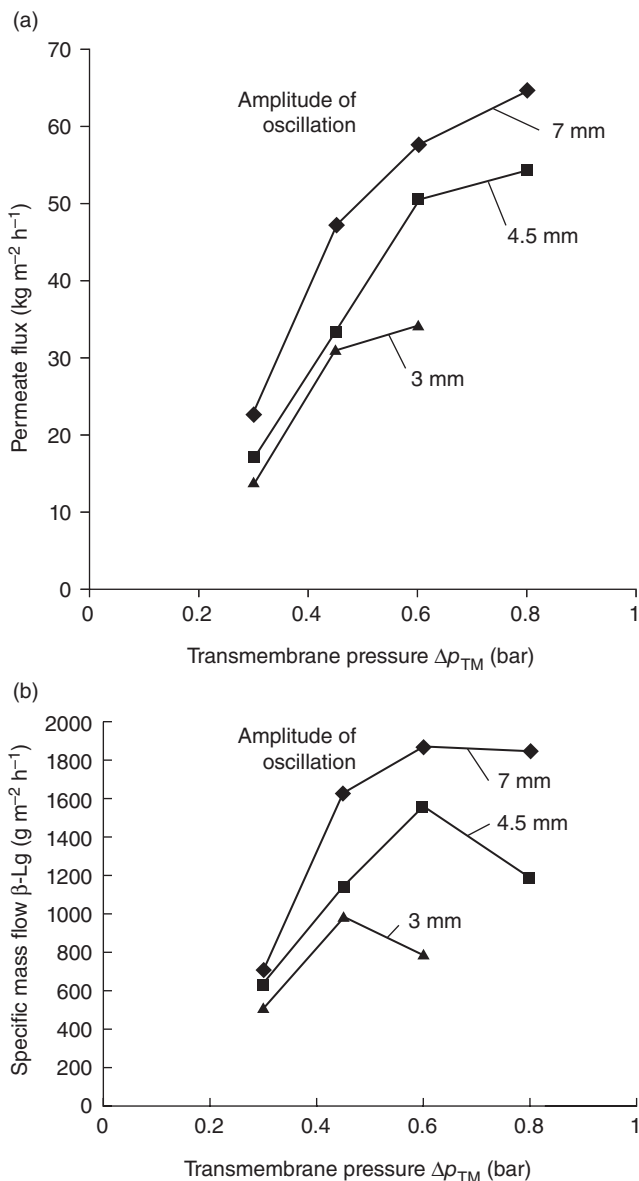 (a)
70
60
50
40
30
20
10
0
Permeate flux (kg m⁻² h⁻¹)
Amplitude of
oscillation
7 mm
4.5 mm
3 mm
0 0.2 0.4 0.6 0.8 1
Transmembrane pressure Δp_TM (bar)
(b)
2000
1800
1600
1400
1200
1000
800
600
400
200
0
Specific mass flow β-Lg (g m⁻² h⁻¹)
Amplitude of
oscillation
7 mm
4.5 mm
3 mm
0 0.2 0.4 0.6 0.8 1
Transmembrane pressure Δp_TM (bar)